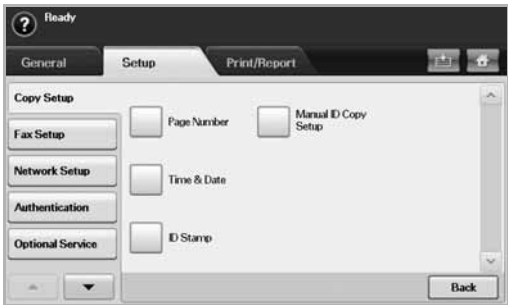 Ready
General Setup Print/Report
Copy Setup
Fax Setup
Network Setup
Authentication
Optional Service
Page Number
Manual ID Copy
Setup
Time & Date
ID Stamp
Back